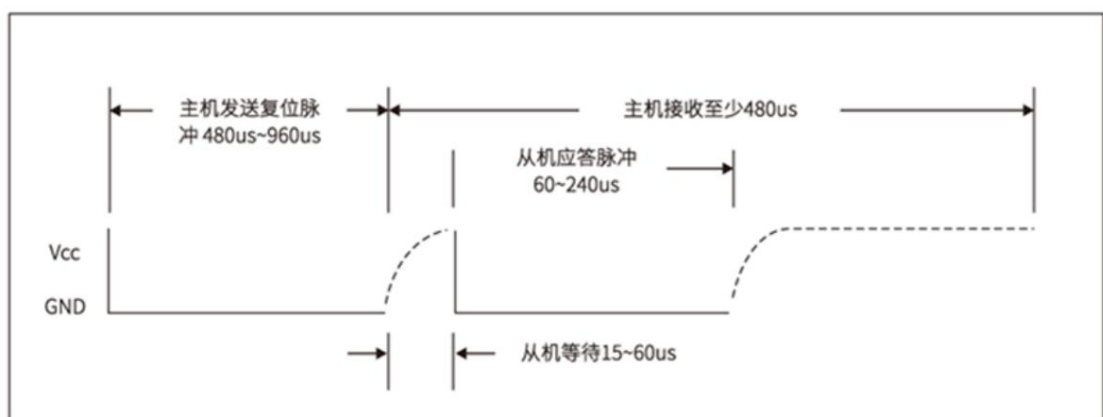 主机发送复位脉
冲 480us~960us
主机接收至少480us
从机应答脉冲
60~240us
Vcc
GND
从机等待15~60us